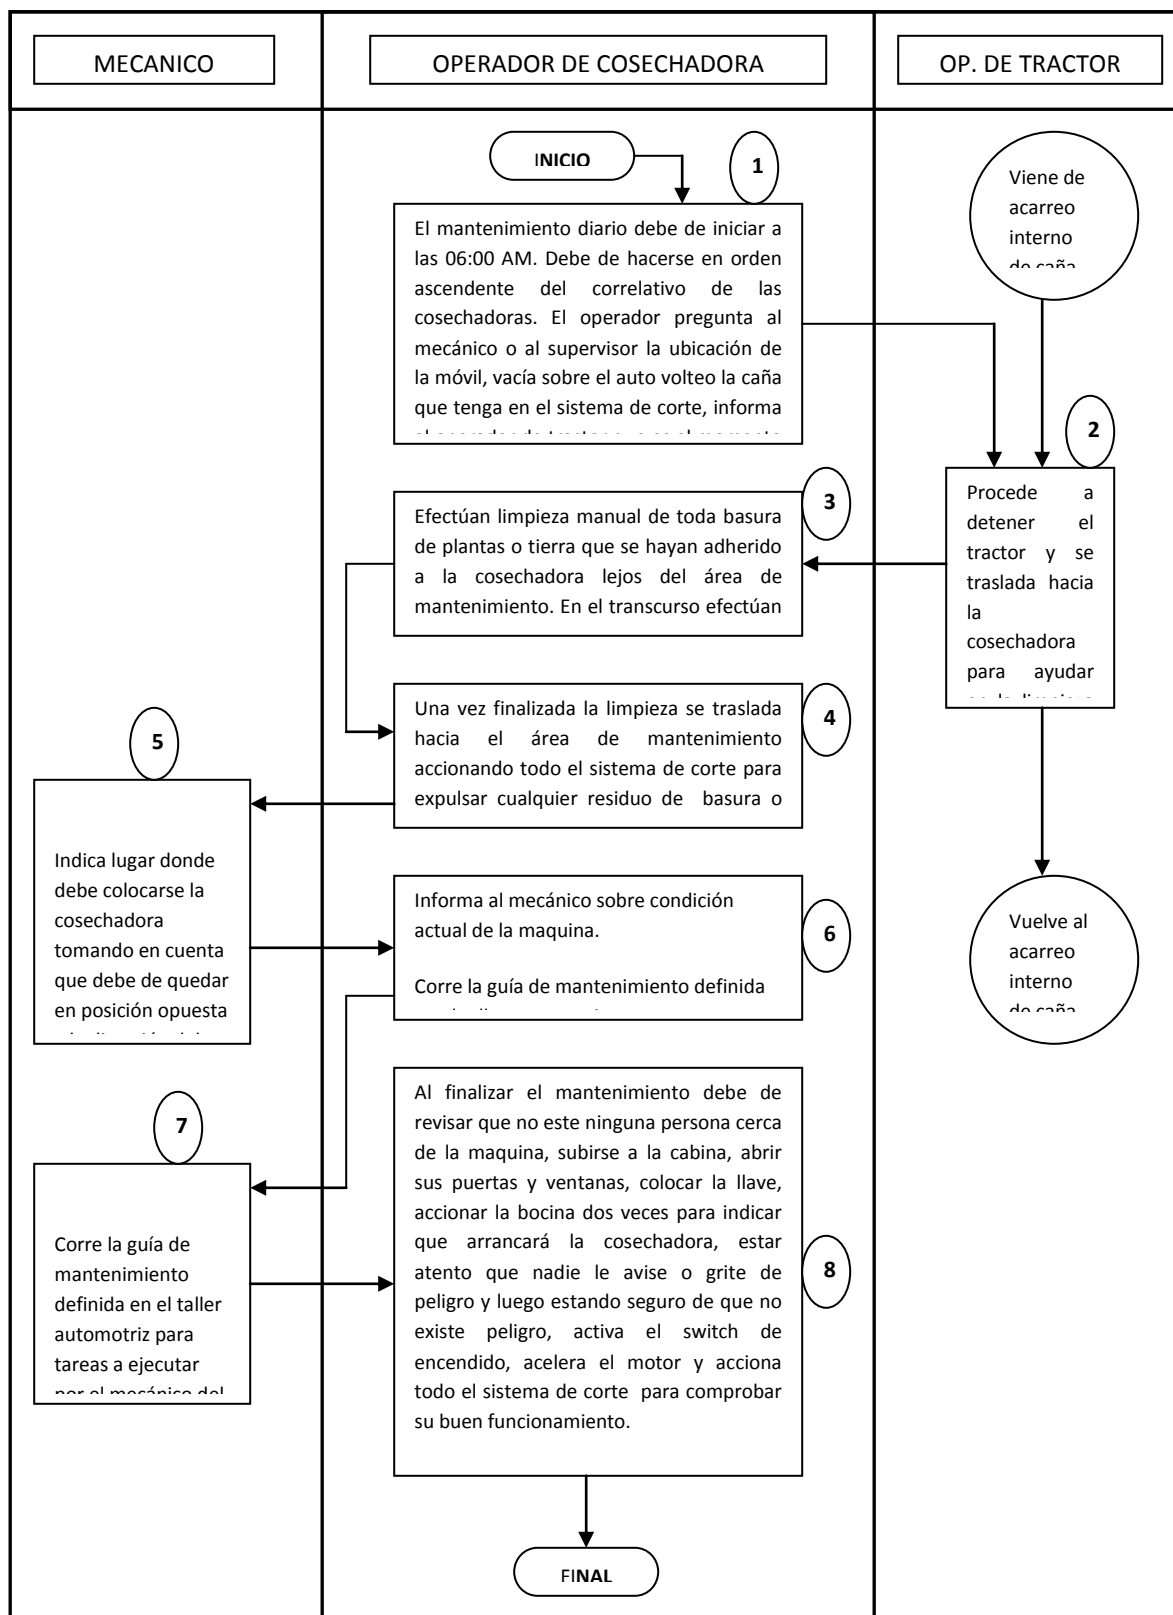 MECANICO
OPERADOR DE COSECHADORA
OP. DE TRACTOR
INICIO
1
El mantenimiento diario debe de iniciar a
las 06:00 AM. Debe de hacerse en orden
ascendente del correlativo de las
cosechadoras. El operador pregunta al
mecánico o al supervisor la ubicación de
la móvil, vacía sobre el auto volteo la caña
que tenga en el sistema de corte, informa
Viene de
acarreo
interno
de caña
2
Procede a
detener el
tractor y se
traslada hacia
la
cosechadora
para ayudar
3
Efectúan limpieza manual de toda basura
de plantas o tierra que se hayan adherido
a la cosechadora lejos del área de
mantenimiento. En el transcurso efectúan
4
Una vez finalizada la limpieza se traslada
hacia el área de mantenimiento
accionando todo el sistema de corte para
expulsar cualquier residuo de basura o
5
Indica lugar donde
debe colocarse la
cosechadora
tomando en cuenta
que debe de quedar
en posición opuesta
6
Informa al mecánico sobre condición
actual de la maquina.
Corre la guía de mantenimiento definida
Vuelve al
acarreo
interno
de caña
7
Corre la guía de
mantenimiento
definida en el taller
automotriz para
tareas a ejecutar
por el mecánico del
8
Al finalizar el mantenimiento debe de
revisar que no este ninguna persona cerca
de la maquina, subirse a la cabina, abrir
sus puertas y ventanas, colocar la llave,
accionar la bocina dos veces para indicar
que arrancará la cosechadora, estar
atento que nadie le avise o grite de
peligro y luego estando seguro de que no
existe peligro, activa el switch de
encendido, acelera el motor y acciona
todo el sistema de corte para comprobar
su buen funcionamiento.
FINAL